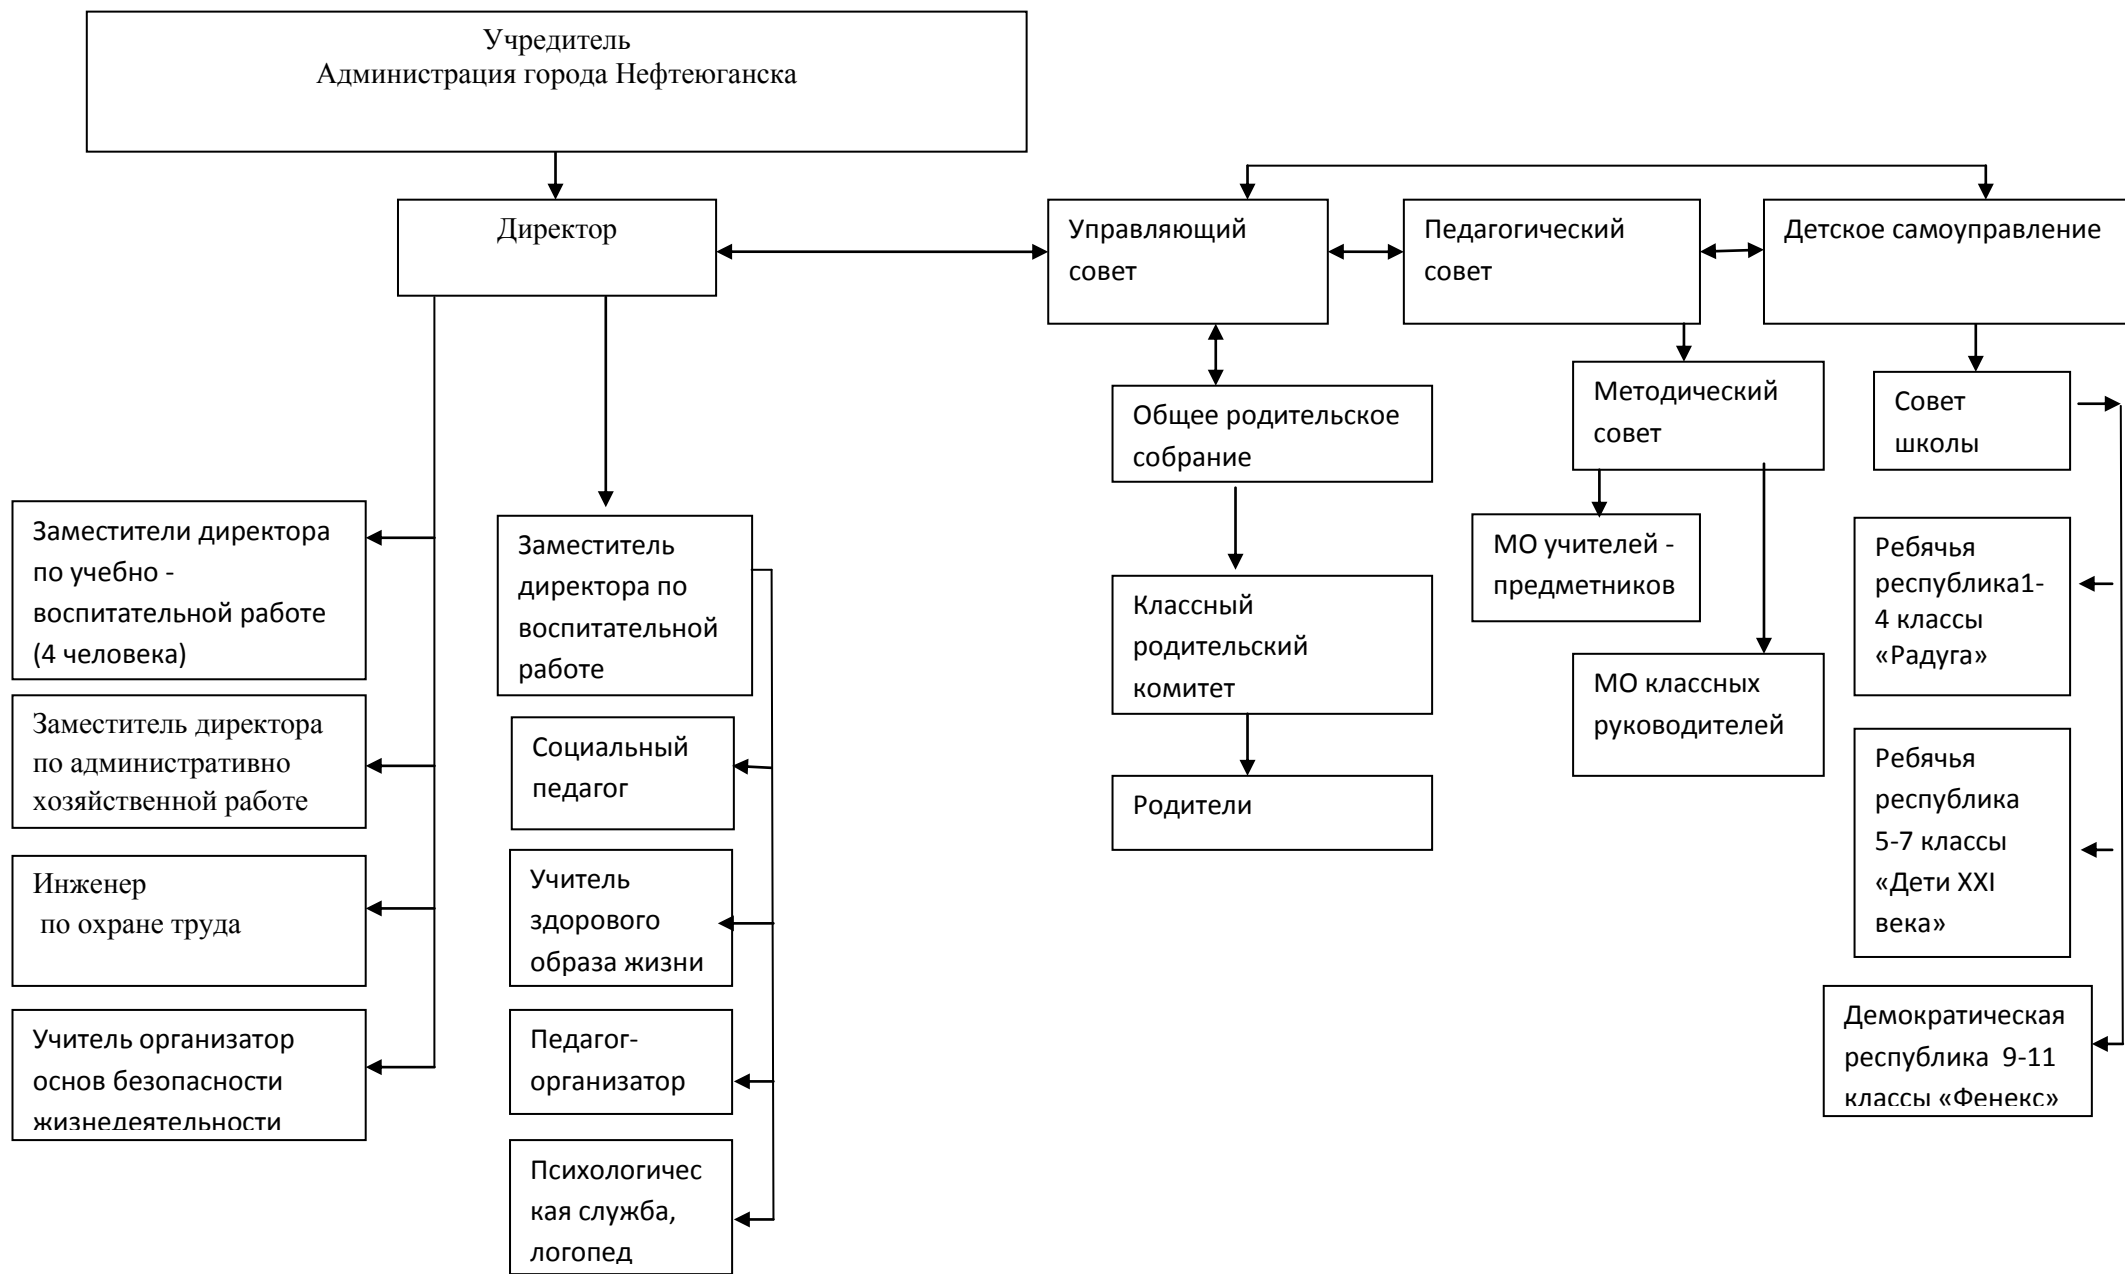 Учредитель
Администрация города Нефтеюганска
Директор
Управляющий
совет
Педагогический
совет
Детское самоуправление
Общее родительское
собрание
Методический
совет
Совет
школы
Заместители директора
по учебно -
воспитательной работе
(4 человека)
Заместитель
директора по
воспитательной
работе
МО учителей -
предметников
Ребячья
республика1-
4 классы
«Радуга»
Классный
родительский
комитет
МО классных
руководителей
Заместитель директора
по административно
хозяйственной работе
Социальный
педагог
Родители
Ребячья
республика
5-7 классы
«Дети XXI
века»
Инженер
по охране труда
Учитель
здорового
образа жизни
Учитель организатор
основ безопасности
жизнедеятельности
Педагог-
организатор
Демократическая
республика  9-11
классы «Фенекс»
Психологичес
кая служба,
логопед